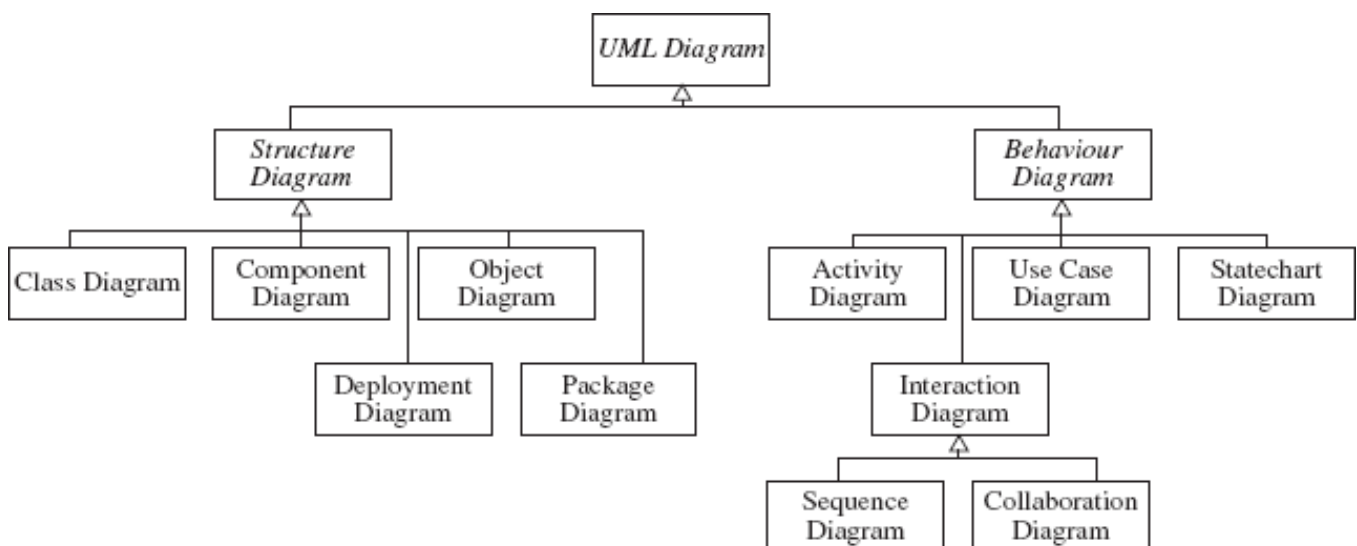 UML Diagram
Structure
Diagram
Behaviour
Diagram
Class Diagram
Component
Diagram
Object
Diagram
Activity
Diagram
Use Case
Diagram
Statechart
Diagram
Deployment
Diagram
Package
Diagram
Interaction
Diagram
Sequence
Diagram
Collaboration
Diagram